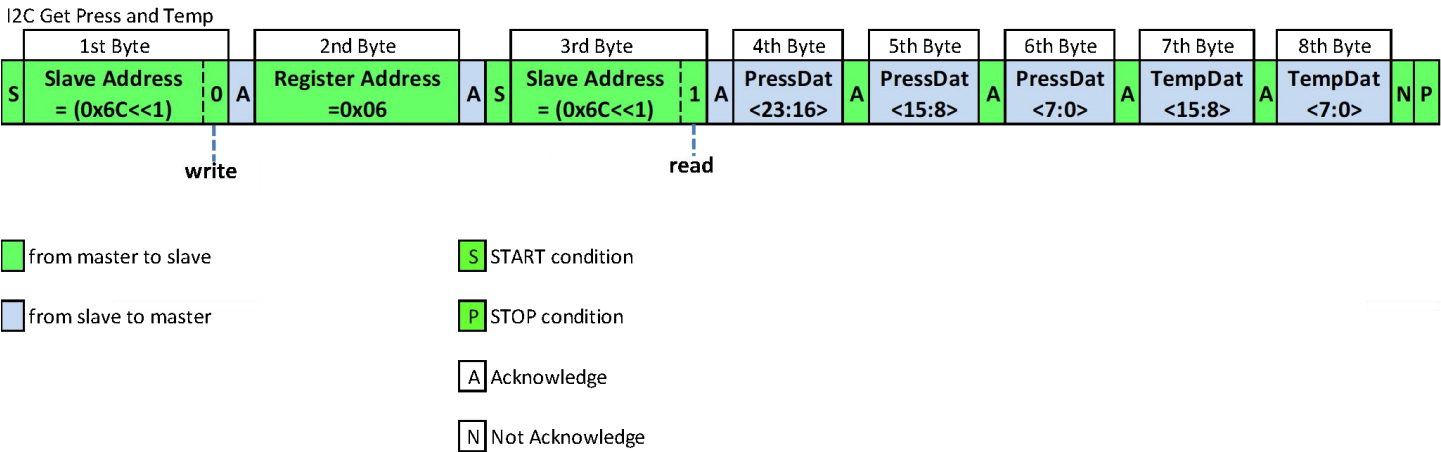 I2C Get Press and Temp
1st Byte 2nd Byte 3rd Byte 4th Byte 5th Byte 6th Byte 7th Byte 8th Byte
S Slave Address 0 A Register Address A S Slave Address 1 A PressDat A PressDat A PressDat A TempDat A TempDat N P
= (0x6C<<1) =0x06 = (0x6C<<1) <23:16> <15:8> <7:0> <15:8> <7:0>
write read
from master to slave S START condition
from slave to master P STOP condition
A Acknowledge
N Not Acknowledge